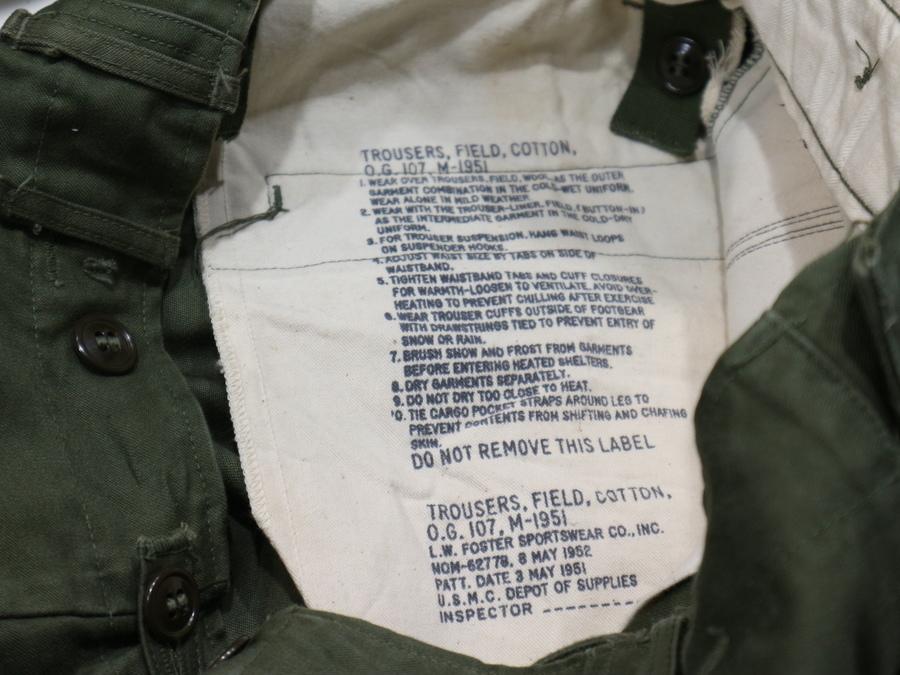 TROUSERS, FIELD, COTTON,
O.G. 107, M-1951
1. WEAR OVER TROUSERS, FIELD, WOOL, AS THE OUTER
GARMENT COMBINATION IN THE COLD-WET UNIFORM.
WEAR ALONE IN MILD WEATHER.
2. WEAR WITH THE TROUSER-LINER, FIELD, (BUTTON-IN)
AS THE INTERMEDIATE GARMENT IN THE COLD-DRY
UNIFORM.
3. FOR TROUSER SUSPENSION, HANG WAIST LOOPS
ON SUSPENDER HOOKS.
4. ADJUST WAIST SIZE BY TABS ON SIDE OF
WAISTBAND.
5. TIGHTEN WAISTBAND TABS AND CUFF CLOSURES
FOR WARMTH-LOOSEN TO VENTILATE. AVOID OVER-
HEATING TO PREVENT CHILLING AFTER EXERCISE
6. WEAR TROUSER CUFFS OUTSIDE OF FOOTGEAR
WITH DRAWSTRINGS TIED TO PREVENT ENTRY OF
SNOW OR RAIN.
7. BRUSH SNOW AND FROST FROM GARMENTS
BEFORE ENTERING HEATED SHELTERS.
8. DRY GARMENTS SEPARATELY.
9. DO NOT DRY TOO CLOSE TO HEAT.
10. TIE CARGO POCKET STRAPS AROUND LEG TO
PREVENT CONTENTS FROM SHIFTING AND CHAFING
SKIN.
DO NOT REMOVE THIS LABEL
TROUSERS, FIELD, COTTON,
O.G. 107, M-1951
L.W. FOSTER SPORTSWEAR CO., INC.
NOM-62778, 8 MAY 1952
PATT. DATE 3 MAY 1951
U.S.M.C. DEPOT OF SUPPLIES
INSPECTOR --------